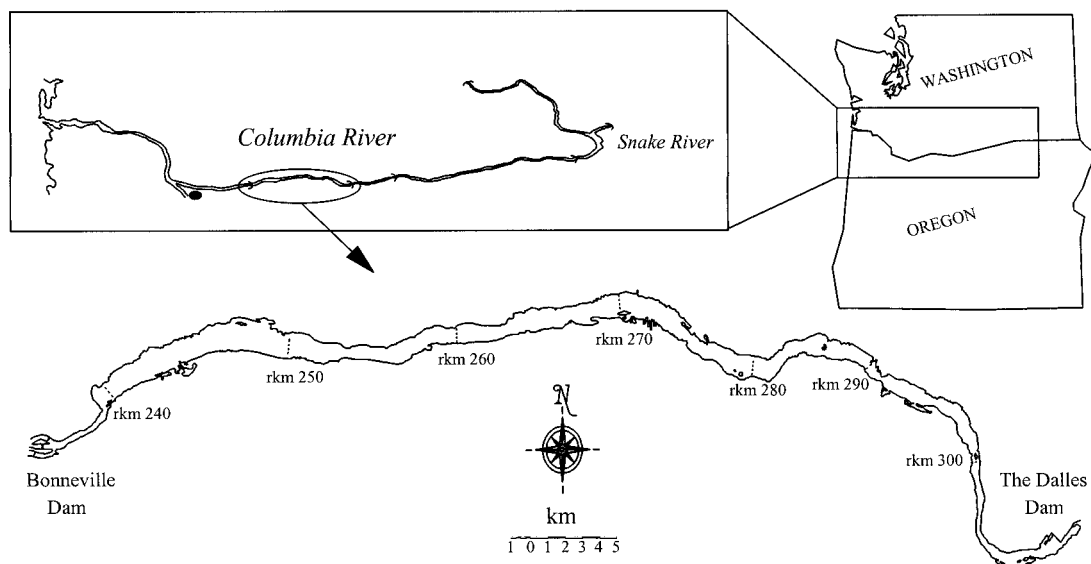 WASHINGTON
Columbia River
Snake River
OREGON
rkm 270
rkm 260
rkm 250
rkm 280
rkm 290
rkm 240
N
rkm 300
Bonneville
Dam
The Dalles
Dam
km
1 0 1 2 3 4 5